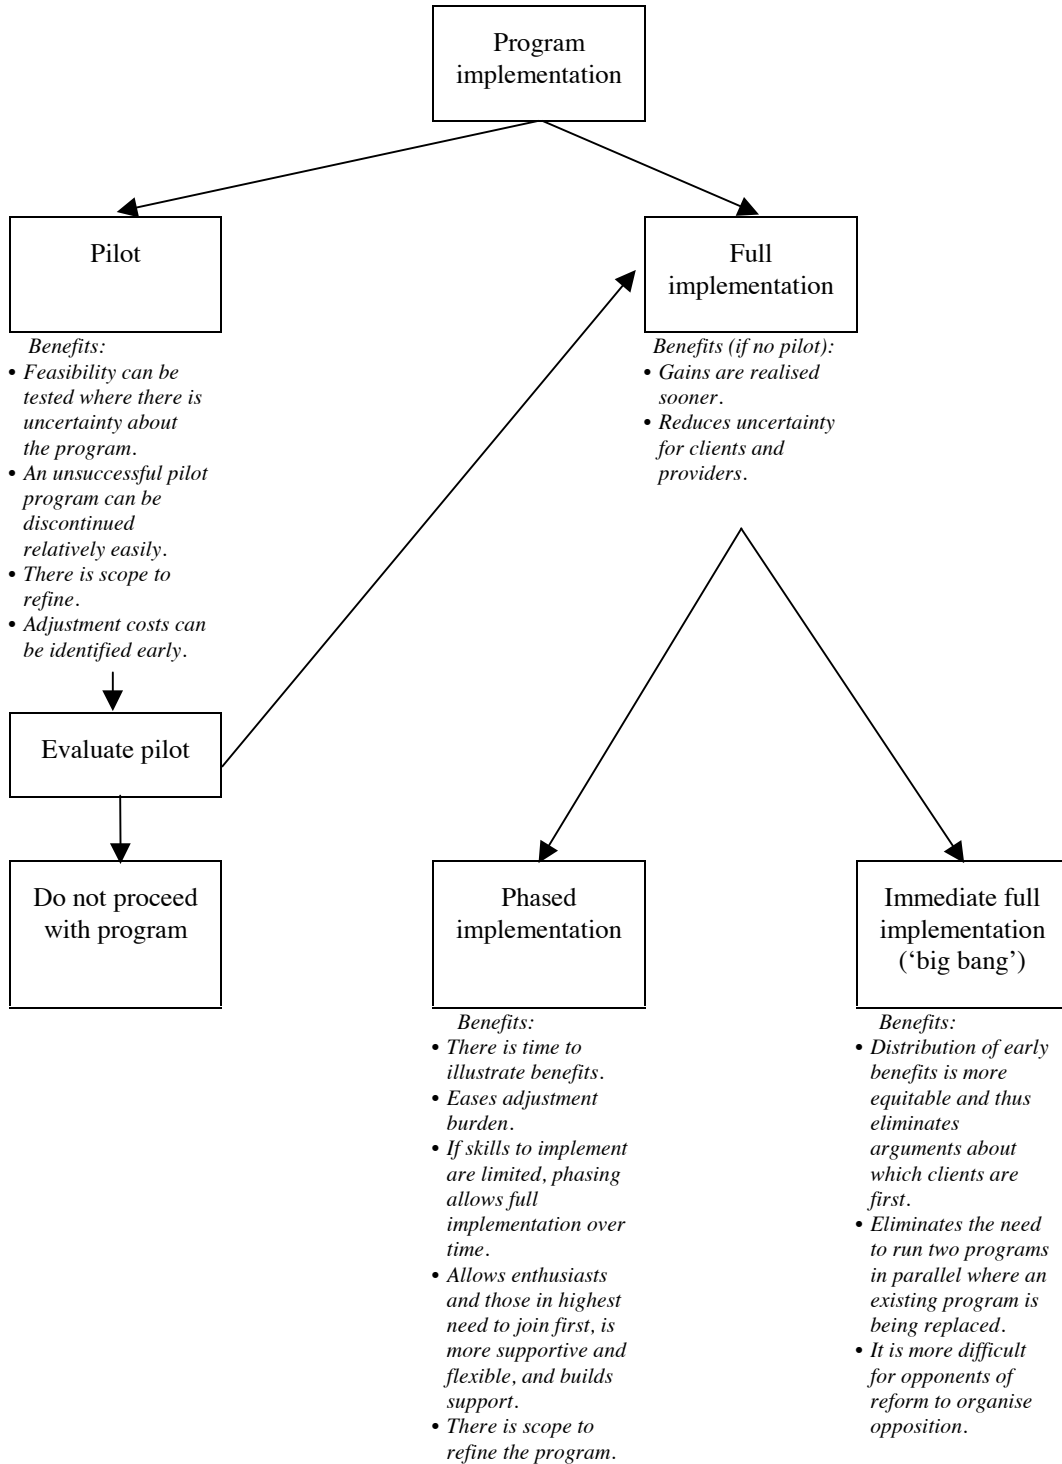 Program
implementation
Pilot
Full
implementation
Benefits:
• Feasibility can be
tested where there is
uncertainty about
the program.
• An unsuccessful pilot
program can be
discontinued
relatively easily.
• There is scope to
refine.
• Adjustment costs can
be identified early.
Benefits (if no pilot):
• Gains are realised
sooner.
• Reduces uncertainty
for clients and
providers.
Evaluate pilot
Do not proceed
with program
Phased
implementation
Immediate full
implementation
(‘big bang’)
Benefits:
• There is time to
illustrate benefits.
• Eases adjustment
burden.
• If skills to implement
are limited, phasing
allows full
implementation over
time.
• Allows enthusiasts
and those in highest
need to join first, is
more supportive and
flexible, and builds
support.
• There is scope to
refine the program.
Benefits:
• Distribution of early
benefits is more
equitable and thus
eliminates
arguments about
which clients are
first.
• Eliminates the need
to run two programs
in parallel where an
existing program is
being replaced.
• It is more difficult
for opponents of
reform to organise
opposition.